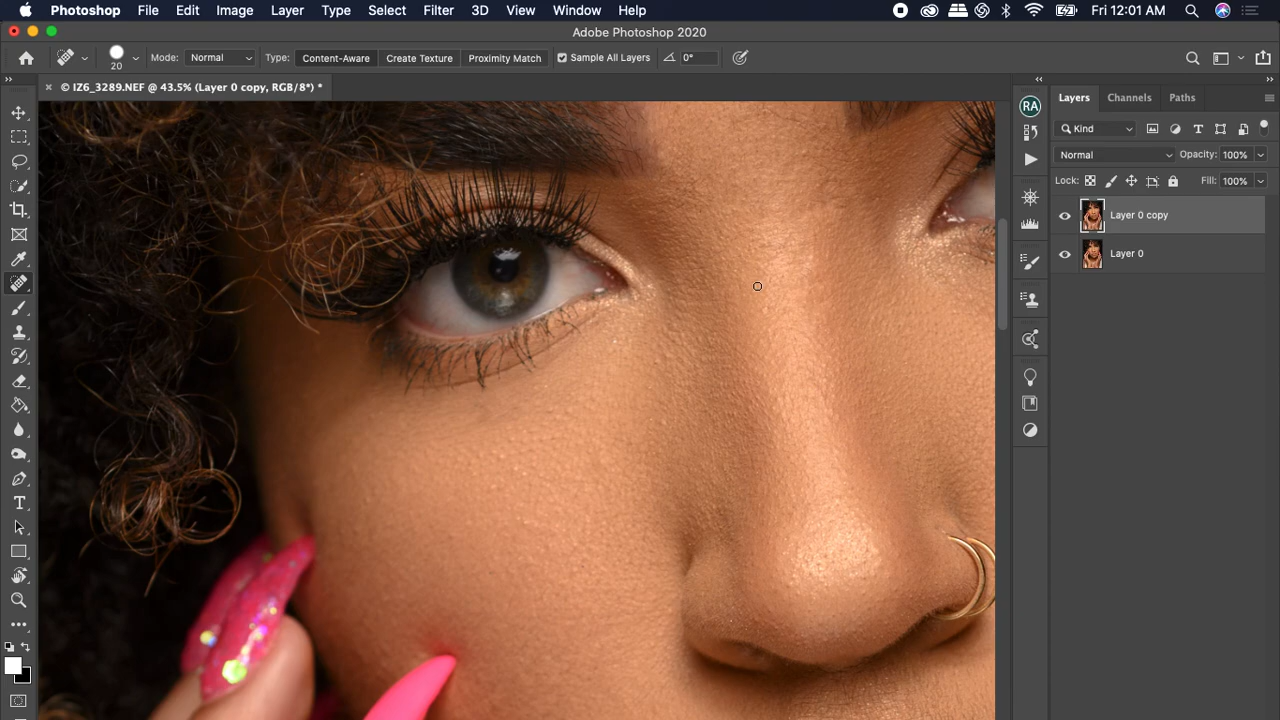 Photoshop File Edit Image Layer Type Select Filter 3D View Window Help Fri 12:01 AM
Adobe Photoshop 2020
20 Mode: Normal Type: Content-Aware Create Texture Proximity Match Sample All Layers 0°
× © IZ6_3289.NEF @ 43.5% (Layer 0 copy, RGB/8*) *
Layers Channels Paths
RA
Kind
Normal Opacity: 100%
Lock: Fill: 100%
Layer 0 copy
Layer 0